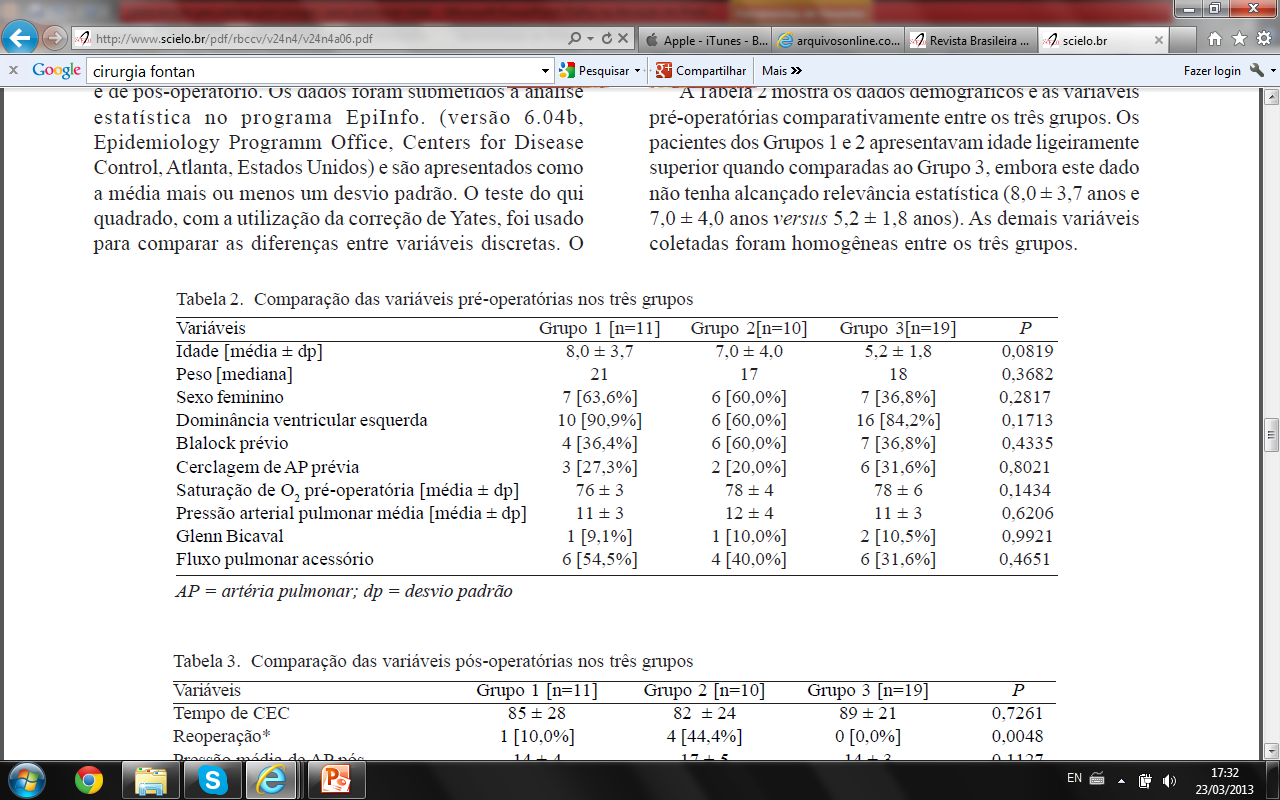 http://www.scielo.br/pdf/rbccv/v24n4/v24n4a06.pdf
Apple - iTunes - B...
arquivosonline.co...
Revista Brasileira ...
scielo.br
x Google cirurgia fontan Pesquisar Compartilhar Mais » Fazer login
e de pós-operatório. Os dados foram submetidos à análise
estatística no programa EpiInfo. (versão 6.04b,
Epidemiology Programm Office, Centers for Disease
Control, Atlanta, Estados Unidos) e são apresentados como
a média mais ou menos um desvio padrão. O teste do qui
quadrado, com a utilização da correção de Yates, foi usado
para comparar as diferenças entre variáveis discretas. O
A Tabela 2 mostra os dados demográficos e as variáveis
pré-operatórias comparativamente entre os três grupos. Os
pacientes dos Grupos 1 e 2 apresentavam idade ligeiramente
superior quando comparadas ao Grupo 3, embora este dado
não tenha alcançado relevância estatística (8,0 ± 3,7 anos e
7,0 ± 4,0 anos versus 5,2 ± 1,8 anos). As demais variáveis
coletadas foram homogêneas entre os três grupos.
Tabela 2. Comparação das variáveis pré-operatórias nos três grupos
Variáveis Grupo 1 [n=11] Grupo 2[n=10] Grupo 3[n=19] P
Idade [média ± dp] 8,0 ± 3,7 7,0 ± 4,0 5,2 ± 1,8 0,0819
Peso [mediana] 21 17 18 0,3682
Sexo feminino 7 [63,6%] 6 [60,0%] 7 [36,8%] 0,2817
Dominância ventricular esquerda 10 [90,9%] 6 [60,0%] 16 [84,2%] 0,1713
Blalock prévio 4 [36,4%] 6 [60,0%] 7 [36,8%] 0,4335
Cerclagem de AP prévia 3 [27,3%] 2 [20,0%] 6 [31,6%] 0,8021
Saturação de O2 pré-operatória [média ± dp] 76 ± 3 78 ± 4 78 ± 6 0,1434
Pressão arterial pulmonar média [média ± dp] 11 ± 3 12 ± 4 11 ± 3 0,6206
Glenn Bicaval 1 [9,1%] 1 [10,0%] 2 [10,5%] 0,9921
Fluxo pulmonar acessório 6 [54,5%] 4 [40,0%] 6 [31,6%] 0,4651
AP = artéria pulmonar; dp = desvio padrão
Tabela 3. Comparação das variáveis pós-operatórias nos três grupos
Variáveis Grupo 1 [n=11] Grupo 2 [n=10] Grupo 3 [n=19] P
Tempo de CEC 85 ± 28 82 ± 24 89 ± 21 0,7261
Reoperação* 1 [10,0%] 4 [44,4%] 0 [0,0%] 0,0048
Pressão média de AP pós 14 ± 4 17 ± 5 14 ± 3 0,1127
EN
17:32
23/03/2013